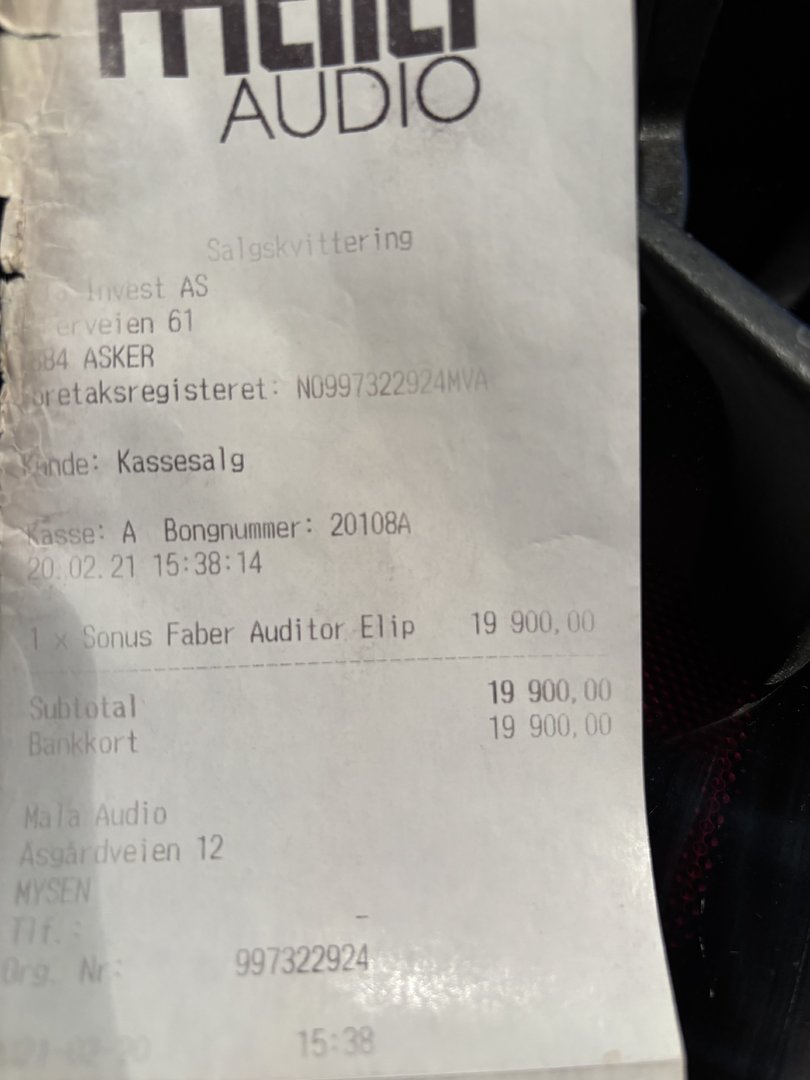 AUDIO
Salgskvittering
Invest AS
61
ASKER
Foretaksregisteret: NO997322924MVA
Kunde: Kassesalg
Kasse: A Bongnummer: 20108A
20.02.21 15:38:14
1 x Sonus Faber Auditor Elip 19 900,00
Subtotal 19 900,00
Bankkort 19 900,00
Mala Audio
Asgårdveien 12
MYSEN
Tlf.: -
Org. Nr: 997322924
15:38